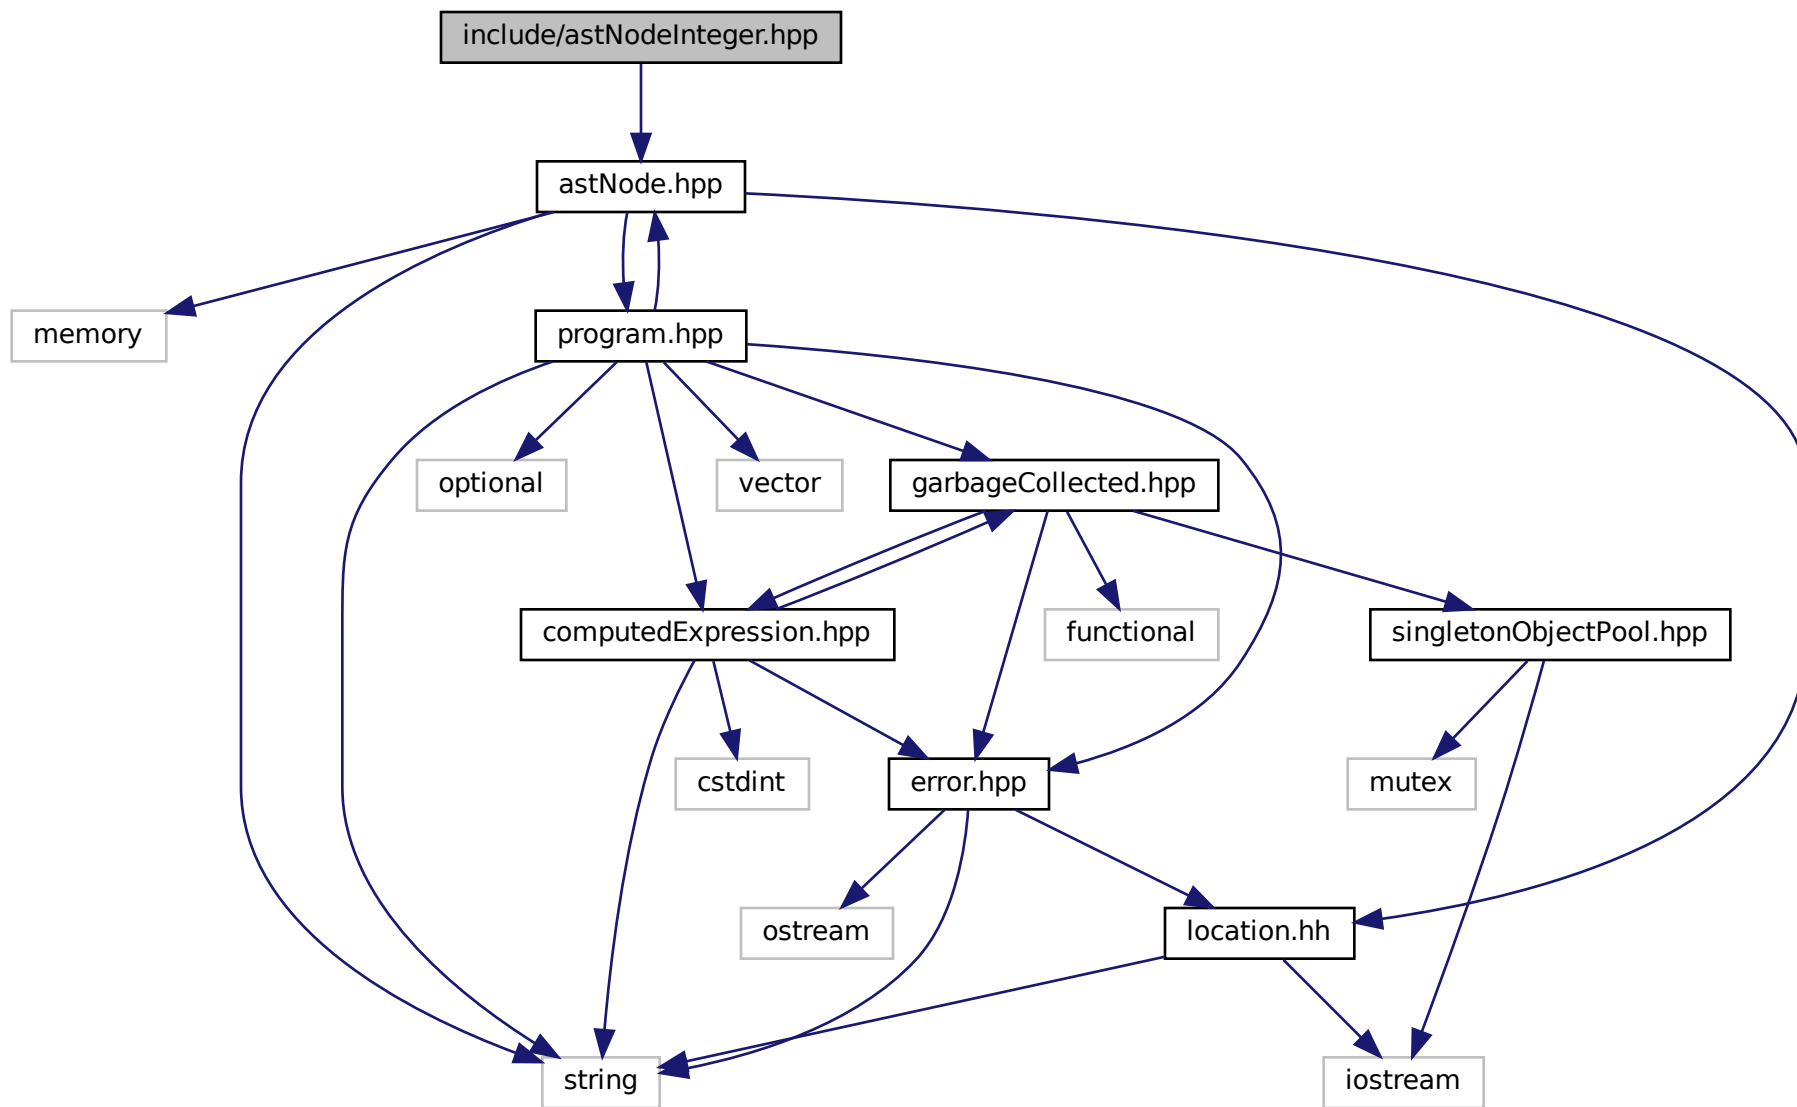 include/astNodeInteger.hpp
astNode.hpp
memory
program.hpp
optional
vector
garbageCollected.hpp
computedExpression.hpp
functional
singletonObjectPool.hpp
cstdint
error.hpp
mutex
ostream
location.hh
string
iostream